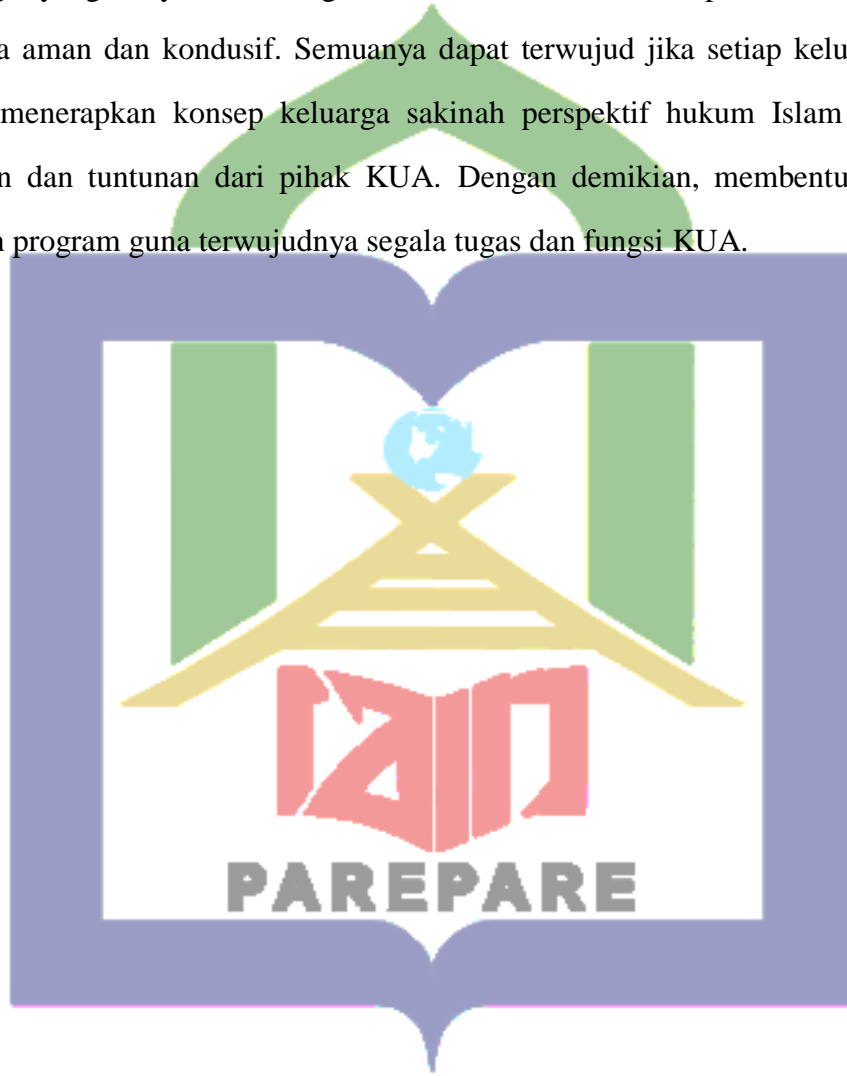 a aman dan kondusif. Semuanya dapat terwujud jika setiap kelu
menerapkan konsep keluarga sakinah perspektif hukum Islam
n dan tuntunan dari pihak KUA. Dengan demikian, membentu
n program guna terwujudnya segala tugas dan fungsi KUA.
iain
PAREPARE